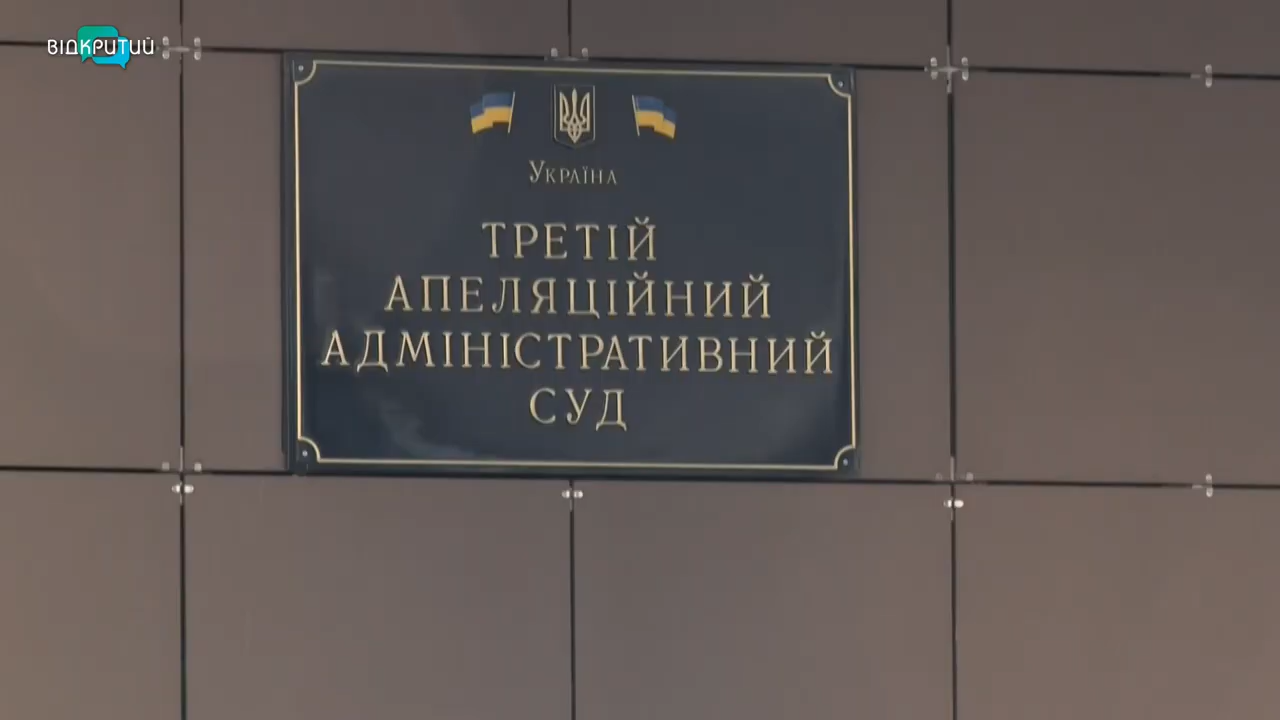 ВІДКРИТИЙ
УКРАЇНА
ТРЕТІЙ
АПЕЛЯЦІЙНИЙ
АДМІНІСТРАТИВНИЙ
СУД